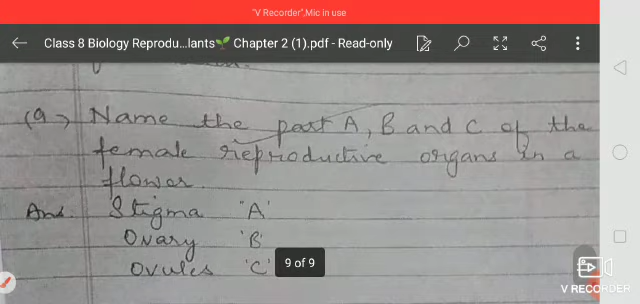 "V Recorder",Mic in use
Class 8 Biology Reprodu...lants🌱 Chapter 2 (1).pdf - Read-only
(9) Name the part A, B and C of the
female reproductive organs in a
flower.
Ans. Stigma "A'
Ovary 'B'
Ovules 'C'
9 of 9
V RECORDER